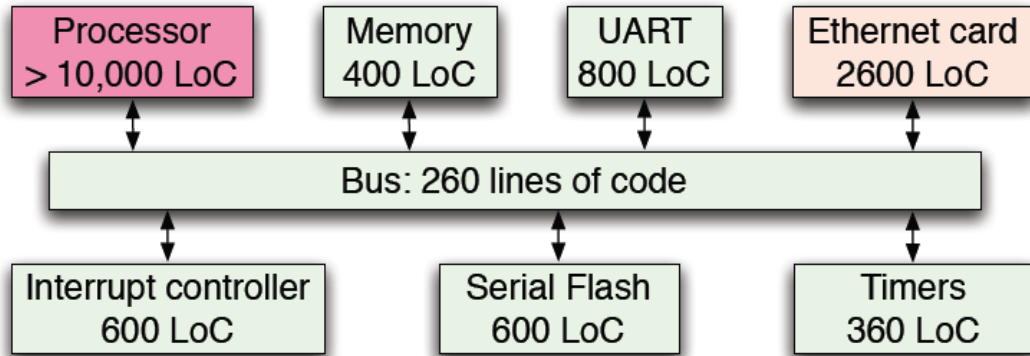 Processor
> 10,000 LoC
Memory
400 LoC
UART
800 LoC
Ethernet card
2600 LoC
Bus: 260 lines of code
Interrupt controller
600 LoC
Serial Flash
600 LoC
Timers
360 LoC